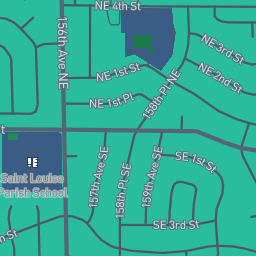 NE 4th St
156th Ave NE
NE 3rd St
NE 1st St
NE 2nd St
158th Pl NE
NE 1st Pl
t
Saint Louise
Parish School
157th Ave SE
158th Pl SE
159th Ave SE
SE 1st St
SE 3rd St
h St